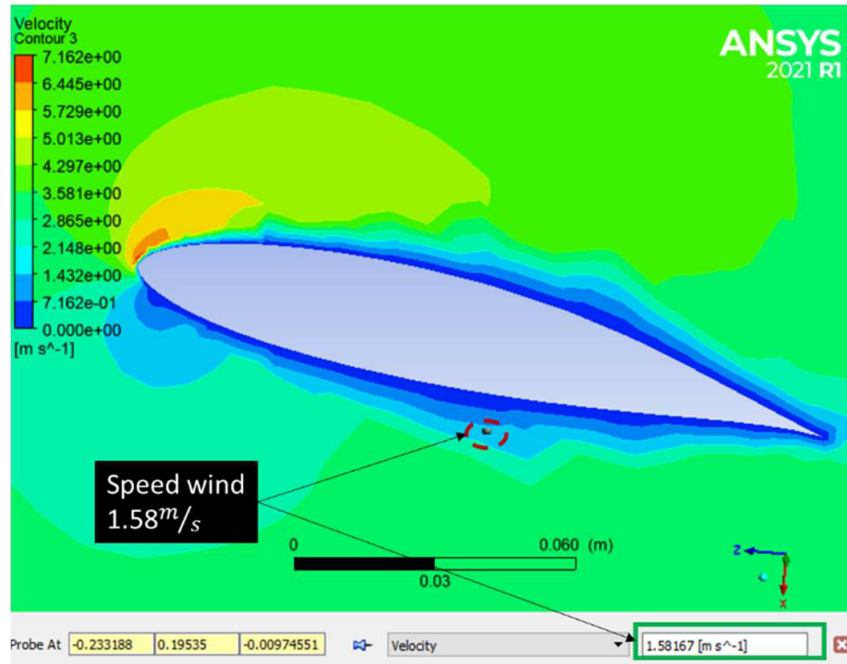 Velocity
Contour 3
7.162e+00
6.445e+00
5.729e+00
5.013e+00
4.297e+00
3.581e+00
2.865e+00
2.148e+00
1.432e+00
7.162e-01
0.000e+00
[m s^-1]
ANSYS
2021 R1
Speed wind
1.58 m/s
0 0.060 (m)
0.03
Z
X
Probe At -0.233188 0.19535 -0.00974551 Velocity 1.58167 [m s^-1]